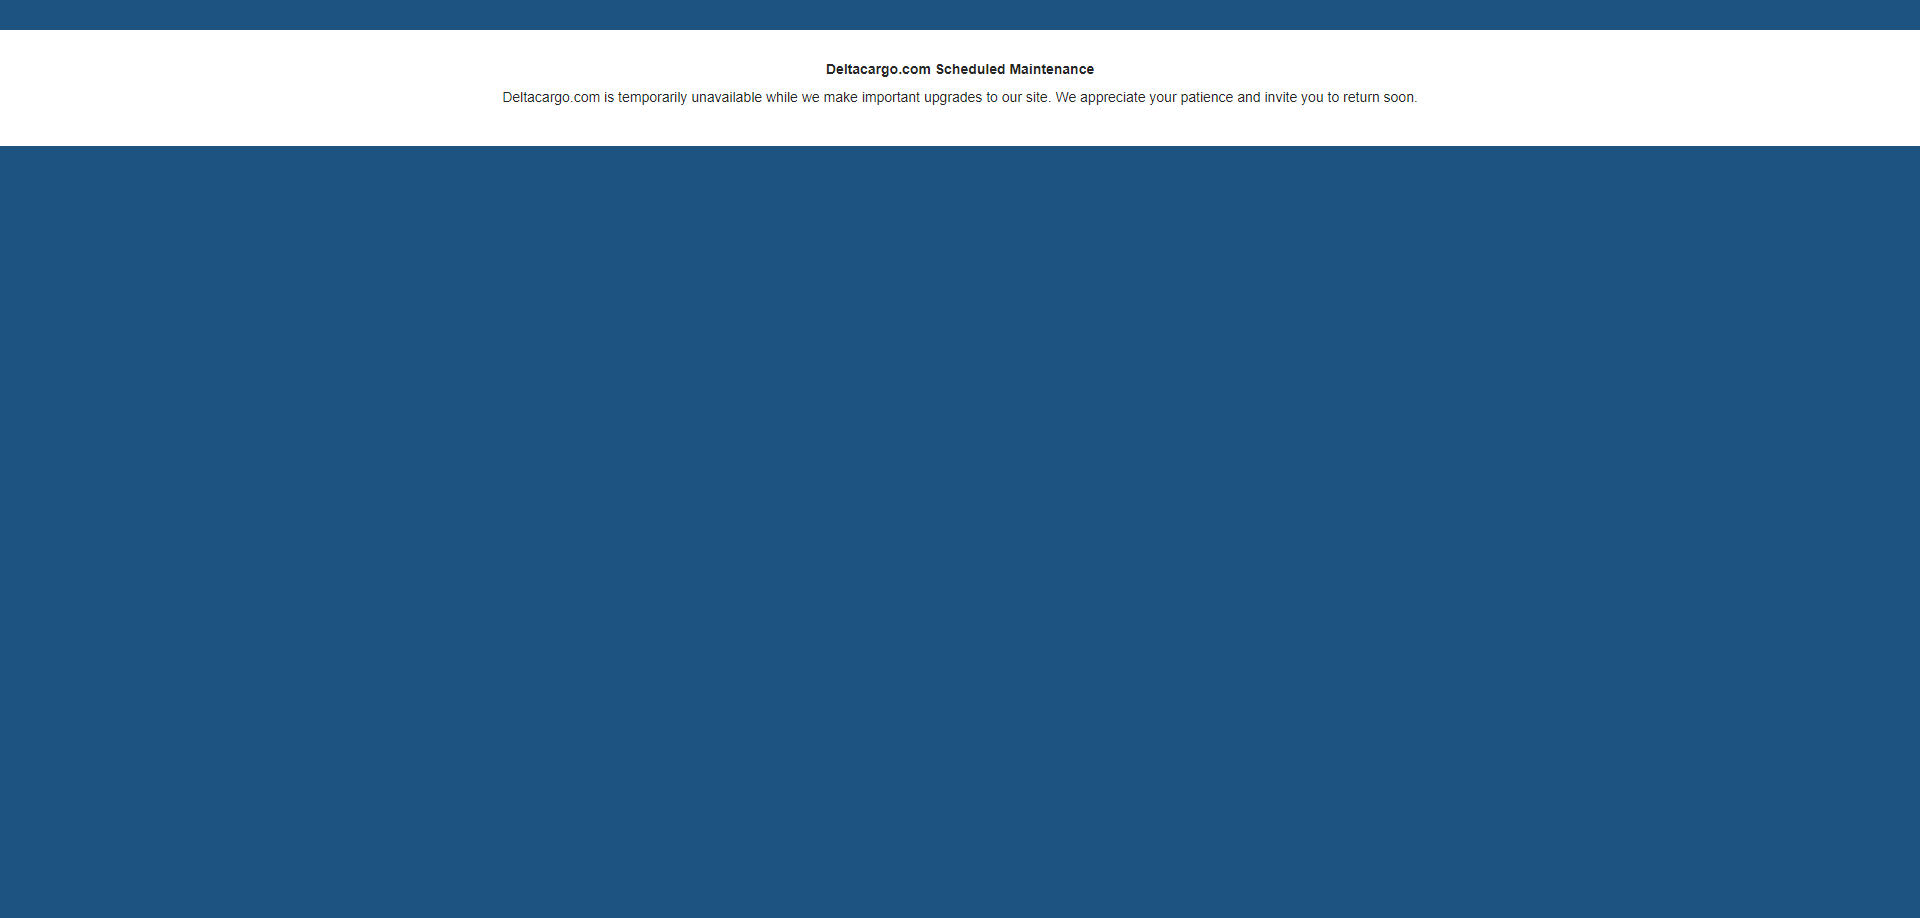 Deltacargo.com Scheduled Maintenance
Deltacargo.com is temporarily unavailable while we make important upgrades to our site. We appreciate your patience and invite you to return soon.